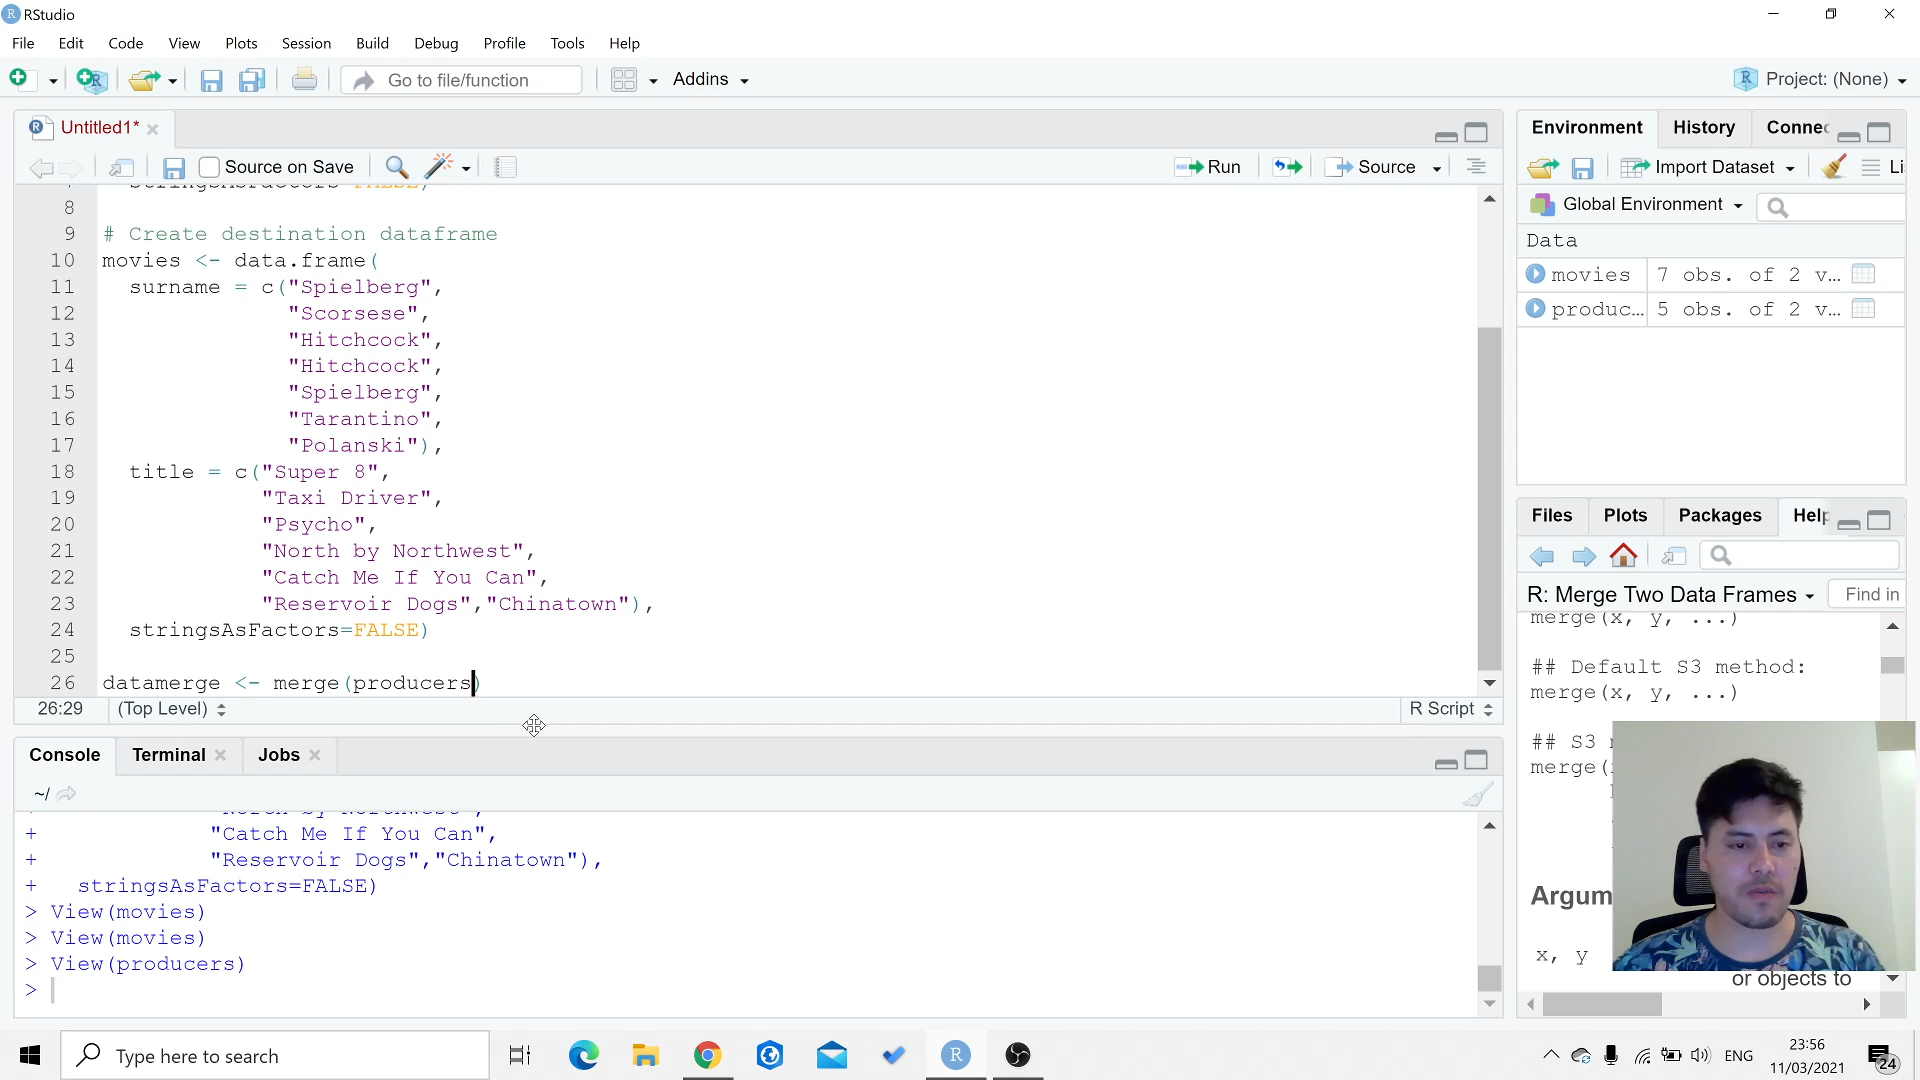 RStudio
File Edit Code View Plots Session Build Debug Profile Tools Help
Go to file/function Addins Project: (None)
Untitled1*
Source on Save Run Source
8
9 # Create destination dataframe
10 movies <- data.frame(
11 surname = c("Spielberg",
12 "Scorsese",
13 "Hitchcock",
14 "Hitchcock",
15 "Spielberg",
16 "Tarantino",
17 "Polanski"),
18 title = c("Super 8",
19 "Taxi Driver",
20 "Psycho",
21 "North by Northwest",
22 "Catch Me If You Can",
23 "Reservoir Dogs","Chinatown"),
24 stringsAsFactors=FALSE)
25
26 datamerge <- merge(producers)
26:29 (Top Level) R Script
Console Terminal Jobs
~/
+ "Catch Me If You Can",
+ "Reservoir Dogs","Chinatown"),
+ stringsAsFactors=FALSE)
> View(movies)
> View(movies)
> View(producers)
>
Environment History Connec
Import Dataset Li
Global Environment
Data
movies 7 obs. of 2 v…
produc… 5 obs. of 2 v…
Files Plots Packages Help
R: Merge Two Data Frames Find in
merge(x, y, ...)
## Default S3 method:
merge(x, y, ...)
## S3
merge(
Argum
x, y
or objects to
Type here to search
ENG
23:56
11/03/2021
24